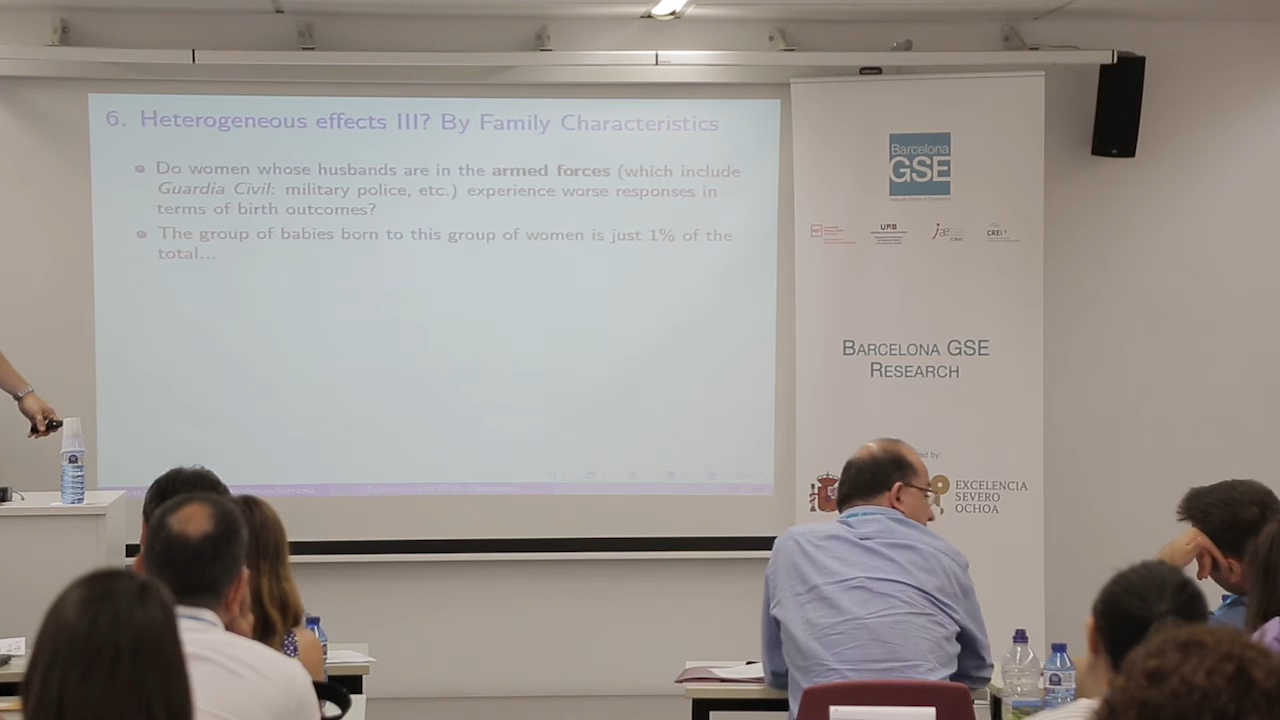 6. Heterogeneous effects III? By Family Characteristics
Do women whose husbands are in the armed forces (which include
Guardia Civil: military police, etc.) experience worse responses in
terms of birth outcomes?
The group of babies born to this group of women is just 1% of the
total...
Barcelona
GSE
UAB
CREi
BARCELONA GSE
RESEARCH
by:
EXCELENCIA
SEVERO
OCHOA